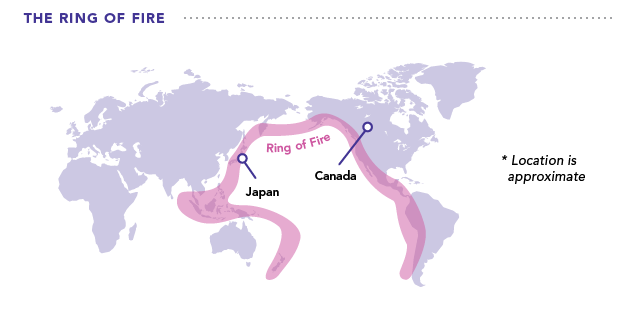 THE RING OF FIRE
Ring of Fire
Canada
Japan
* Location is
approximate